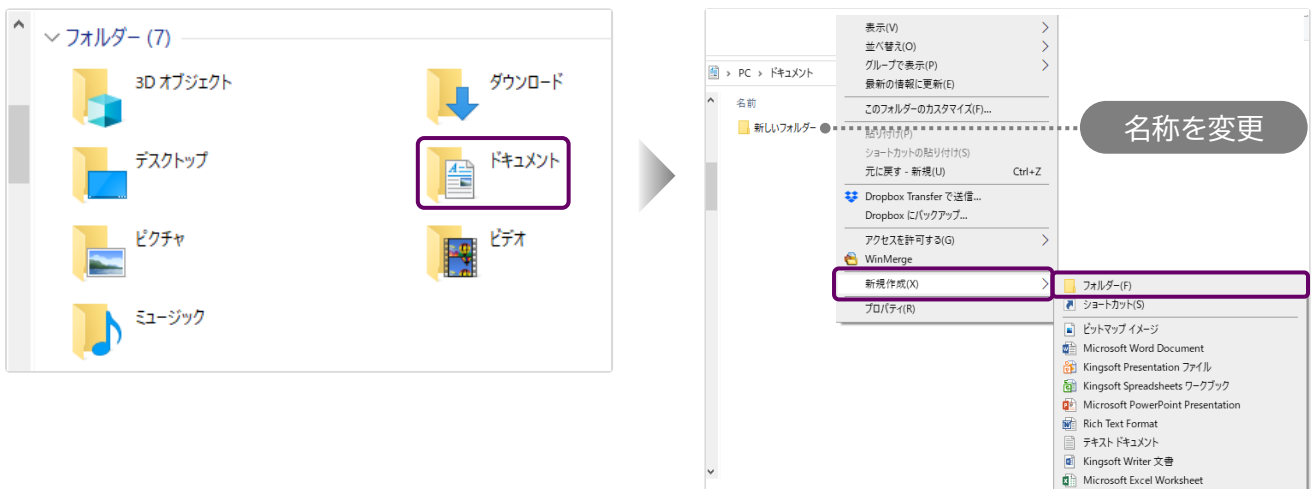 フォルダー (7)
3D オブジェクト
ダウンロード
デスクトップ
ドキュメント
ピクチャ
ビデオ
ミュージック
PC › ドキュメント
名前
新しいフォルダー
名称を変更
表示(V)
並べ替え(O)
グループで表示(P)
最新の情報に更新(E)
このフォルダーのカスタマイズ(F)...
貼り付け(P)
ショートカットの貼り付け(S)
元に戻す - 新規(U) Ctrl+Z
Dropbox Transfer で送信...
Dropbox にバックアップ...
アクセスを許可する(G)
WinMerge
新規作成(X)
プロパティ(R)
フォルダー(F)
ショートカット(S)
ビットマップ イメージ
Microsoft Word Document
Kingsoft Presentation ファイル
Kingsoft Spreadsheets ワークブック
Microsoft PowerPoint Presentation
Rich Text Format
テキスト ドキュメント
Kingsoft Writer 文書
Microsoft Excel Worksheet